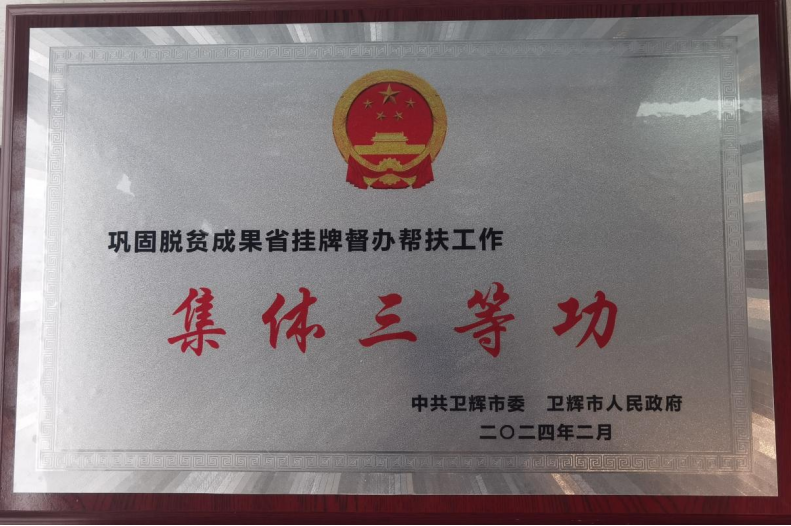 巩固脱贫成果省挂牌督办帮扶工作
集体三等功
中共卫辉市委 卫辉市人民政府
二〇二四年二月